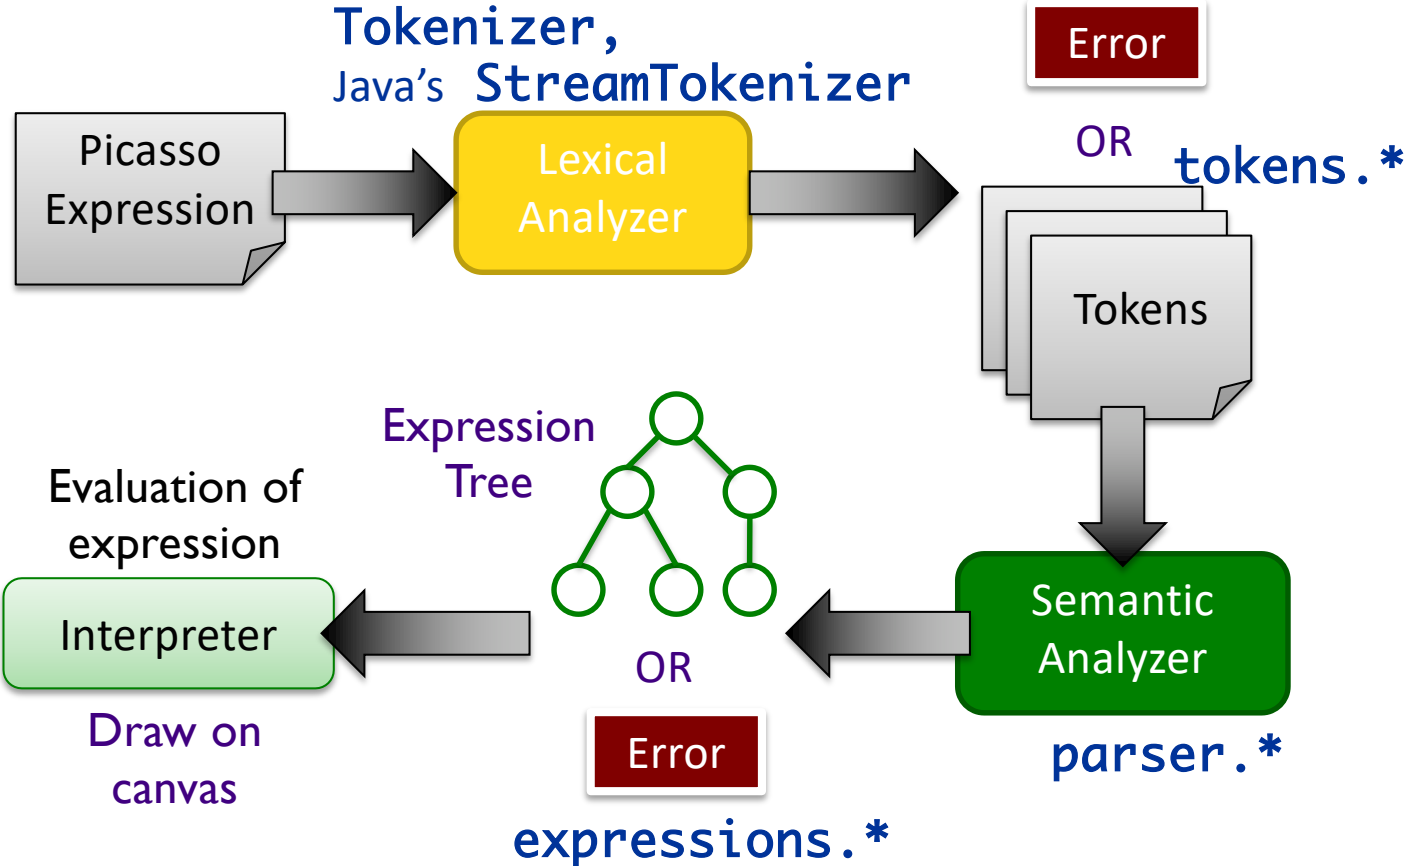 Tokenizer,
Java's StreamTokenizer
Error
OR
tokens.*
Picasso
Expression
Lexical
Analyzer
Tokens
Expression
Tree
Evaluation of
expression
Interpreter
Draw on
canvas
OR
Error
expressions.*
Semantic
Analyzer
parser.*